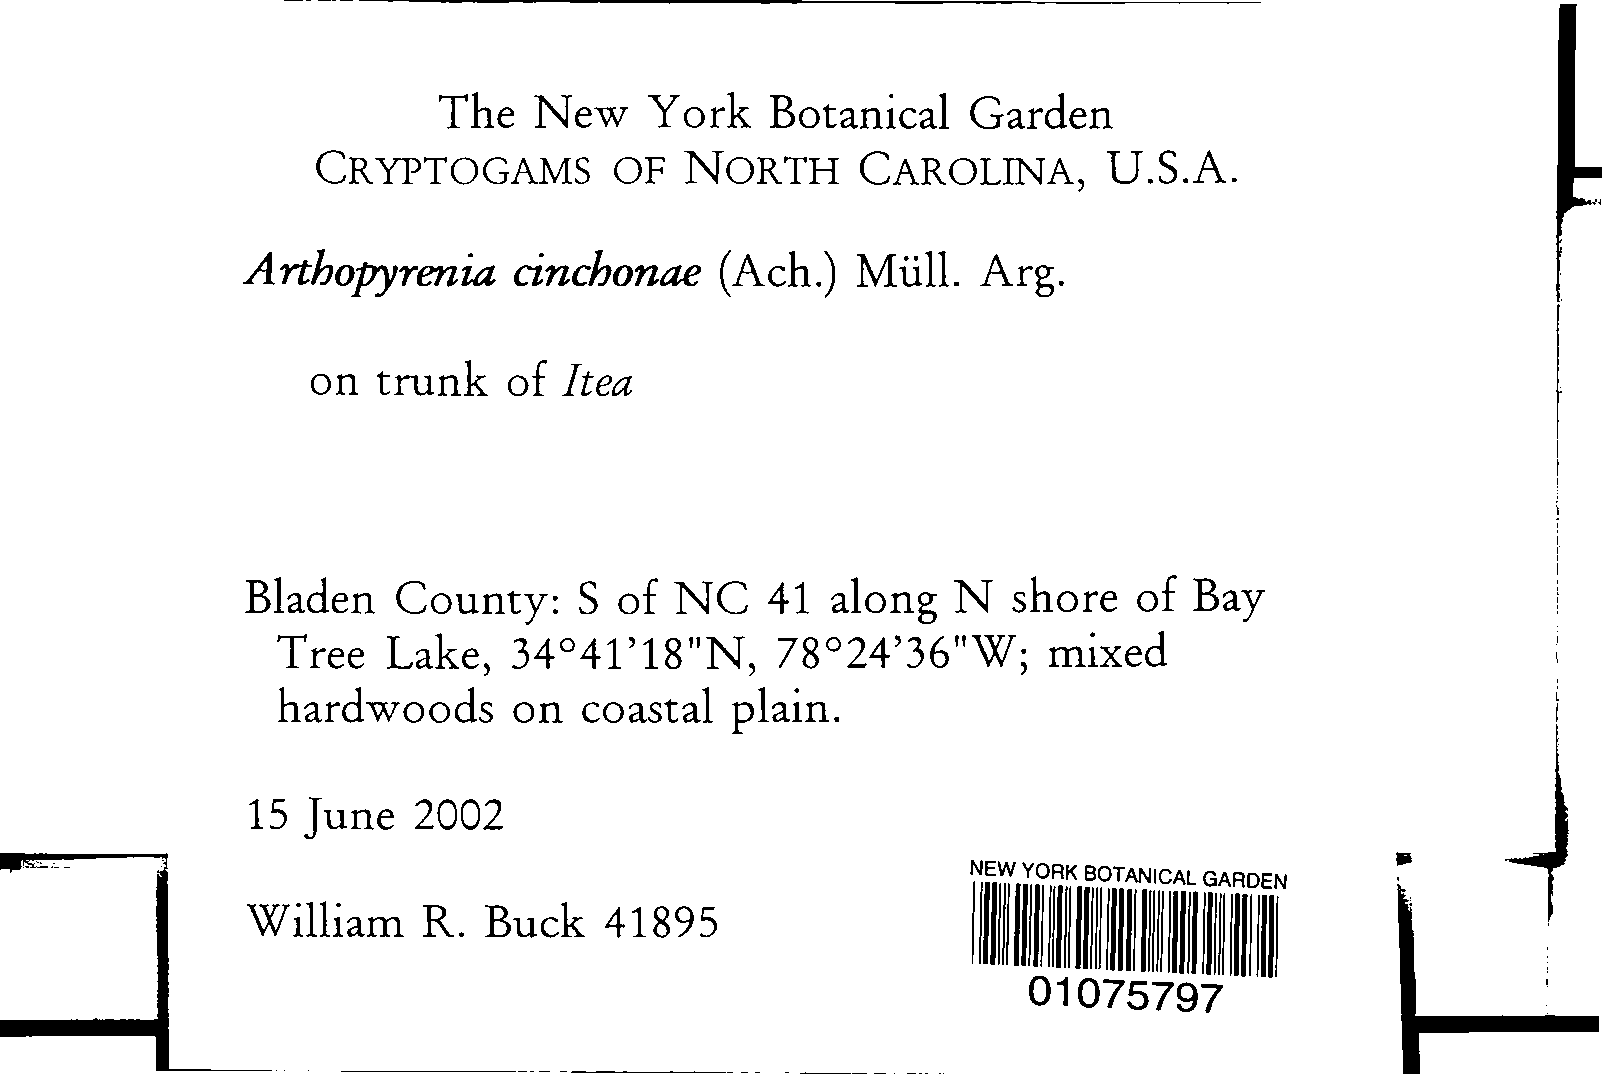 The New York Botanical Garden
CRYPTOGAMS OF NORTH CAROLINA, U.S.A.
Arthopyrenia cinchonae (Ach.) Müll. Arg.
on trunk of Itea
Bladen County: S of NC 41 along N shore of Bay
Tree Lake, 34°41’18"N, 78°24’36"W; mixed
hardwoods on coastal plain.
15 June 2002
William R. Buck 41895
NEW YORK BOTANICAL GARDEN
01075797